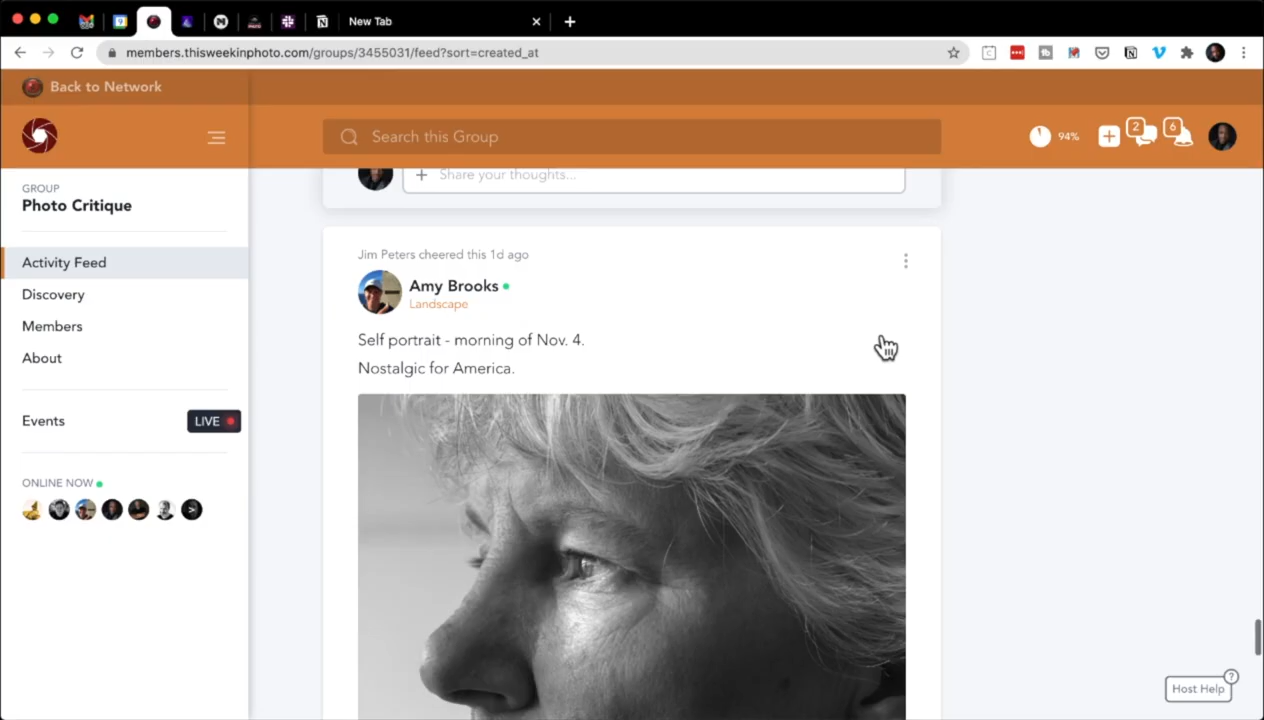 New Tab
members.thisweekinphoto.com/groups/3455031/feed?sort=created_at
Back to Network
Search this Group
94%
2
6
GROUP
Photo Critique
Share your thoughts...
Activity Feed
Discovery
Members
About
Events
LIVE
ONLINE NOW
Jim Peters cheered this 1d ago
Amy Brooks
Landscape
Self portrait - morning of Nov. 4.
Nostalgic for America.
Host Help
?